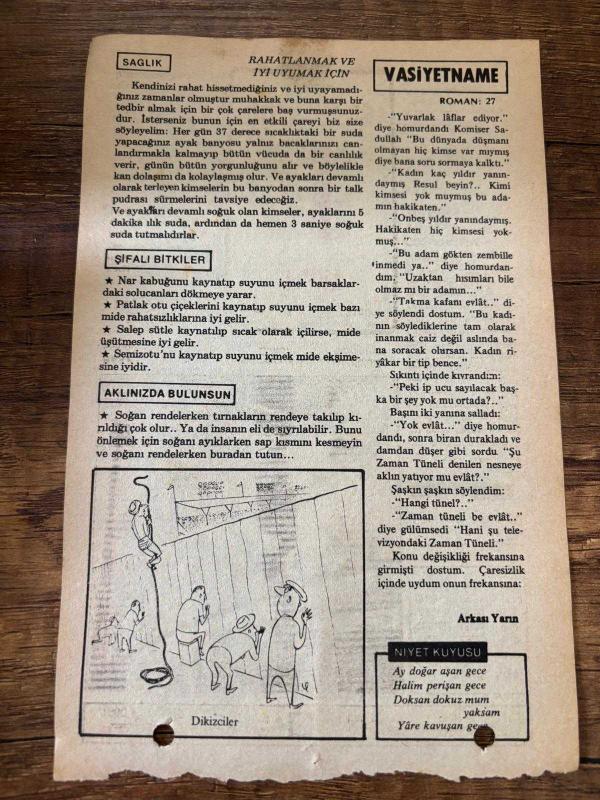 SAGLIK
RAHATLANMAK VE
İYİ UYUMAK İÇİN
Kendinizi rahat hissetmediğiniz ve iyi uyayamadı-
ğınız zamanlar olmuştur muhakkak ve buna karşı bir
tedbir almak için bir çok çarelere baş vurmuşsunuz-
dur. İsterseniz bunun için en etkili çareyi biz size
söyleyelim: Her gün 37 derece sıcaklıktaki bir suda
yapacağınız ayak banyosu yalnız bacaklarınızı can-
landırmakla kalmayıp bütün vücuda da bir canlılık
verir, günün bütün yorgunluğunu alır ve böylelikle
kan dolaşımı da kolaylaşmış olur. Ve ayakları devamlı
olarak terleyen kimselerin bu banyodan sonra bir talk
pudrası sürmelerini tavsiye edeceğiz.
Ve ayakları devamlı soğuk olan kimseler, ayaklarını 5
dakika ılık suda, ardından da hemen 3 saniye soğuk
suda tutmalıdırlar.
ŞİFALI BİTKİLER
★ Nar kabuğunu kaynatıp suyunu içmek barsaklar-
daki solucanları dökmeye yarar.
★ Patlak otu çiçeklerini kaynatıp suyunu içmek bazı
mide rahatsızlıklarına iyi gelir.
★ Salep sütle kaynatılıp sıcak olarak içilirse, mide
üşütmesine iyi gelir.
★ Semizotu'nu kaynatıp suyunu içmek mide ekşime-
sine iyidir.
AKLINIZDA BULUNSUN
★ Soğan rendelerken tırnakların rendeye takılıp kı-
rıldığı çok olur.. Ya da insanın eli de sıyrılabilir. Bunu
önlemek için soğanı ayıklarken sap kısmını kesmeyin
ve soğanı rendelerken buradan tutun...
Dikizciler
VASİYETNAME
ROMAN: 27
-"Yuvarlak lâflar ediyor."
diye homurdandı Komiser Sa-
dullah "Bu dünyada düşmanı
olmayan hiç kimse var mıymış
diye bana soru sormaya kalktı."
-"Kadın kaç yıldır yanın-
daymış Resul beyin?.. Kimi
kimsesi yok muymuş bu ada-
mın hakikaten."
-"Onbeş yıldır yanındaymış.
Hakikaten hiç kimsesi yok-
muş..."
-"Bu adam gökten zembille
inmedi ya.." diye homurdan-
dım, "Uzaktan hısımları bile
olmaz mı bir adamın..."
-"Takma kafanı evlât.." di-
ye söylendi dostum. "Bu kadı-
nın söylediklerine tam olarak
inanmak caiz değil aslında ba-
na soracak olursan. Kadın ri-
yâkar bir tip bence."
Sıkıntı içinde kıvrandım:
-"Peki ip ucu sayılacak baş-
ka bir şey yok mu ortada?.."
Başını iki yanına salladı:
-"Yok evlât..." diye homur-
dandı, sonra biran durakladı ve
damdan düşer gibi sordu "Şu
Zaman Tüneli denilen nesneye
aklın yatıyor mu evlât?."
Şaşkın şaşkın söylendim:
-"Hangi tünel?.."
-"Zaman tüneli be evlât.."
diye gülümsedi "Hani şu tele-
vizyondaki Zaman Tüneli."
Konu değişikliği frekansına
girmişti dostum. Çaresizlik
içinde uydum onun frekansına:
Arkası Yarın
NİYET KUYUSU
Ay doğar aşan gece
Halim perişan gece
Doksan dokuz mum
yaksam
Yâre kavuşan gece